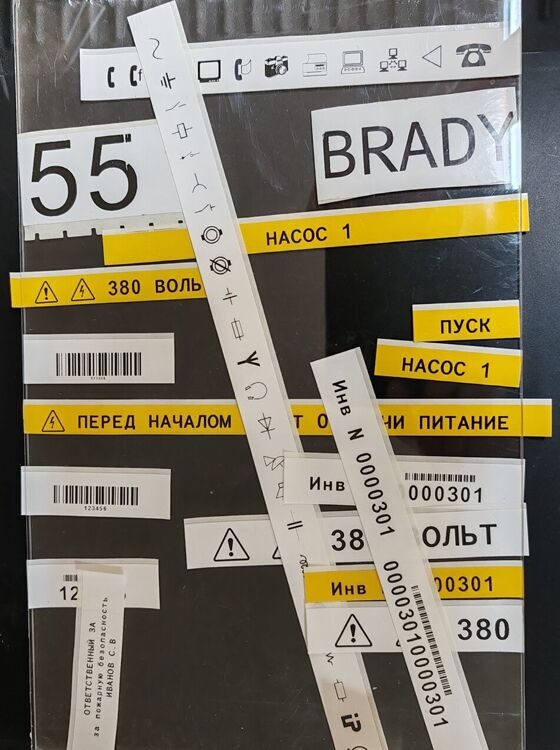 55
BRADY
НАСОС 1
380 ВОЛЬ
ПУСК
НАСОС 1
ПЕРЕД НАЧАЛОМ Т О ЧИ ПИТАНИЕ
Инв N 0000301 00003010000301
Инв 000301
123456
38 ОЛЬТ
12
Инв 00301
380
ОТВЕТСТВЕННЫЙ ЗА
за пожарную безопасность
ИВАНОВ С.В